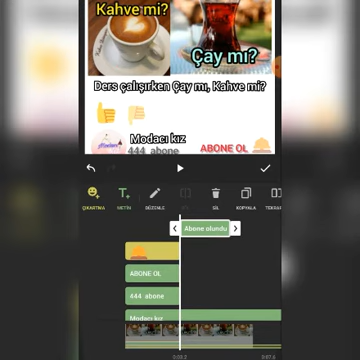 Kahve mi?
Çay mı?
Ders çalışırken Çay mı, Kahve mi?
Modacı kız
444 abone
ABONE OL
ÇIKARTMA
METİN
DÜZENLE
SİL
KOPYALA
Abone olundu
ABONE OL
444 abone
Modacı kız